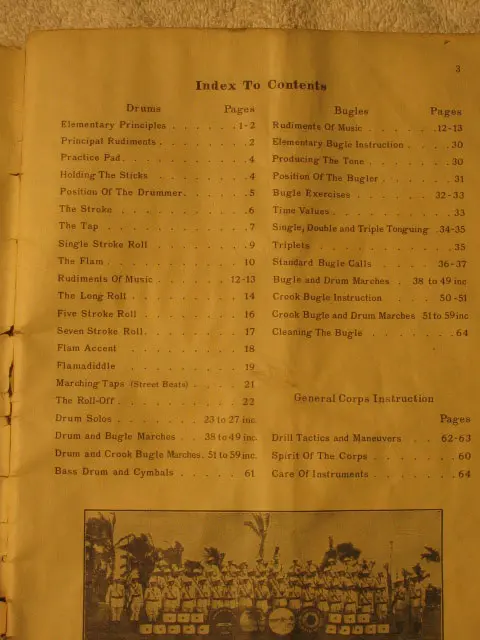 3
Index To Contents
Drums Pages
Elementary Principles . . . . . . . 1-2
Principal Rudiments . . . . . . . . 2
Practice Pad . . . . . . . . . . 4
Holding The Sticks . . . . . . . . 4
Position Of The Drummer . . . . . . 5
The Stroke . . . . . . . . . . . 6
The Tap . . . . . . . . . . . . 7
Single Stroke Roll . . . . . . . . 9
The Flam . . . . . . . . . . . 10
Rudiments Of Music . . . . . . . 12-13
The Long Roll . . . . . . . . . 14
Five Stroke Roll . . . . . . . . 16
Seven Stroke Roll . . . . . . . . 17
Flam Accent . . . . . . . . . 18
Flamadiddle . . . . . . . . . 19
Marching Taps (Street Beats) . . . . 21
The Roll-Off . . . . . . . . . . 22
Drum Solos . . . . . . . 23 to 27 inc.
Drum and Bugle Marches . . 38 to 49 inc.
Drum and Crook Bugle Marches . 51 to 59 inc.
Bass Drum and Cymbals . . . . . 61
Bugles Pages
Rudiments Of Music . . . . . . 12-13
Elementary Bugle Instruction . . . . 30
Producing The Tone . . . . . . . 30
Position Of The Bugler . . . . . . 31
Bugle Exercises . . . . . . . 32-33
Time Values . . . . . . . . . . 33
Single, Double and Triple Tonguing . 34-35
Triplets . . . . . . . . . . . 35
Standard Bugle Calls . . . . . 36-37
Bugle and Drum Marches . 38 to 49 inc
Crook Bugle Instruction . . . . 50-51
Crook Bugle and Drum Marches 51 to 59 inc
Cleaning The Bugle . . . . . . . 64
General Corps Instruction
Pages
Drill Tactics and Maneuvers . . 62-63
Spirit Of The Corps . . . . . . . 60
Care Of Instruments . . . . . . . 64